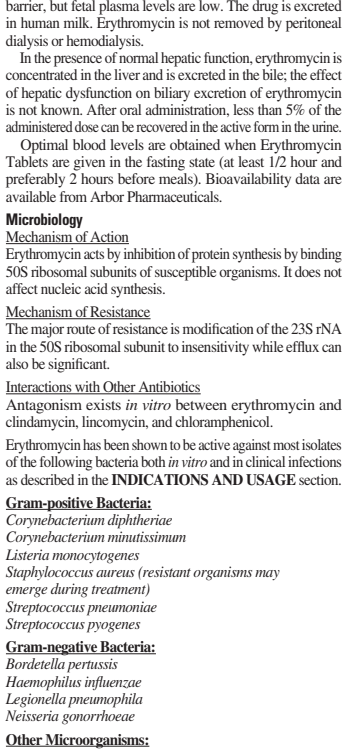 barrier, but fetal plasma levels are low. The drug is excreted
in human milk. Erythromycin is not removed by peritoneal
dialysis or hemodialysis.
In the presence of normal hepatic function, erythromycin is
concentrated in the liver and is excreted in the bile; the effect
of hepatic dysfunction on biliary excretion of erythromycin
is not known. After oral administration, less than 5% of the
administered dose can be recovered in the active form in the urine.
Optimal blood levels are obtained when Erythromycin
Tablets are given in the fasting state (at least 1/2 hour and
preferably 2 hours before meals). Bioavailability data are
available from Arbor Pharmaceuticals.
Microbiology
Mechanism of Action
Erythromycin acts by inhibition of protein synthesis by binding
50S ribosomal subunits of susceptible organisms. It does not
affect nucleic acid synthesis.
Mechanism of Resistance
The major route of resistance is modification of the 23S rNA
in the 50S ribosomal subunit to insensitivity while efflux can
also be significant.
Interactions with Other Antibiotics
Antagonism exists in vitro between erythromycin and
clindamycin, lincomycin, and chloramphenicol.
Erythromycin has been shown to be active against most isolates
of the following bacteria both in vitro and in clinical infections
as described in the INDICATIONS AND USAGE section.
Gram-positive Bacteria:
Corynebacterium diphtheriae
Corynebacterium minutissimum
Listeria monocytogenes
Staphylococcus aureus (resistant organisms may
emerge during treatment)
Streptococcus pneumoniae
Streptococcus pyogenes
Gram-negative Bacteria:
Bordetella pertussis
Haemophilus influenzae
Legionella pneumophila
Neisseria gonorrhoeae
Other Microorganisms: